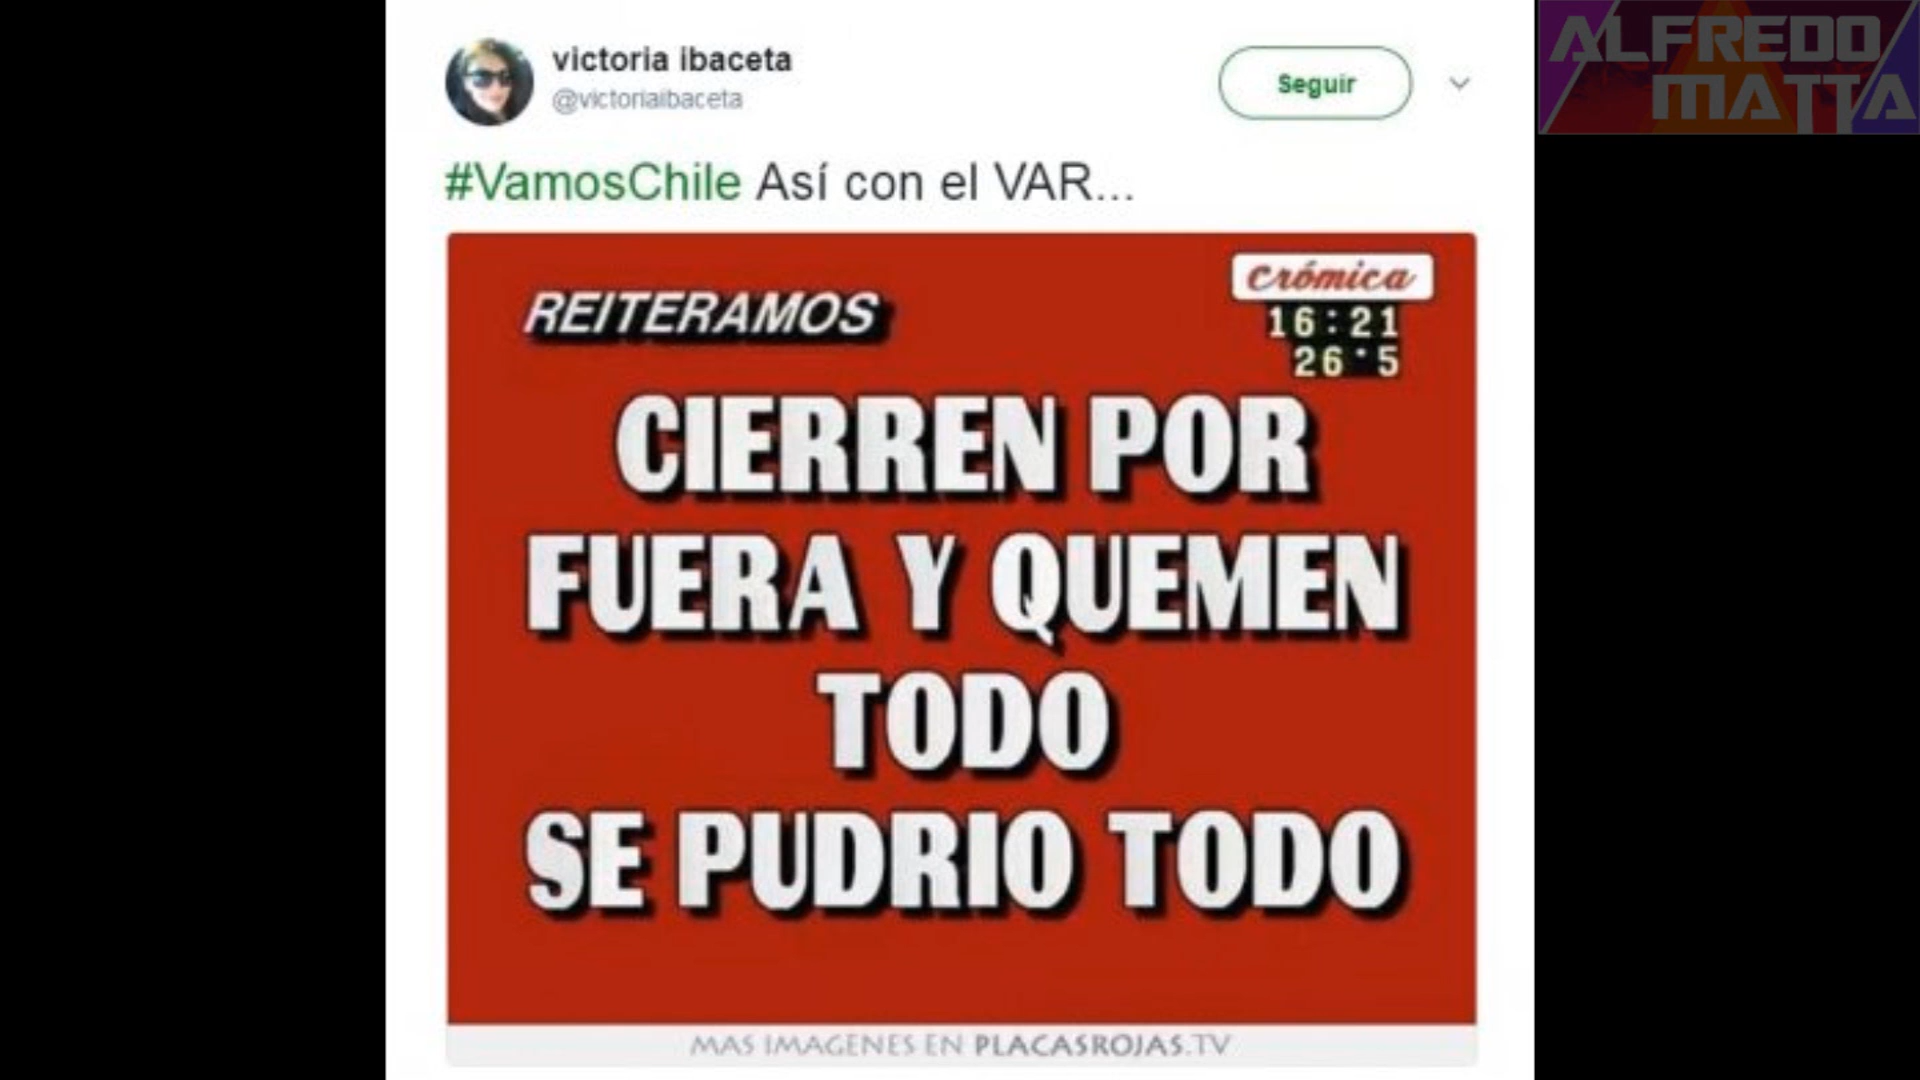 victoria ibaceta
@victoriaibaceta
Seguir
ALFREDO
MATTA
#VamosChile Así con el VAR...
REITERAMOS
Crómica
16:21
26·5
CIERREN POR
FUERA Y QUEMEN
TODO
SE PUDRIO TODO
MAS IMAGENES EN PLACASROJAS.TV